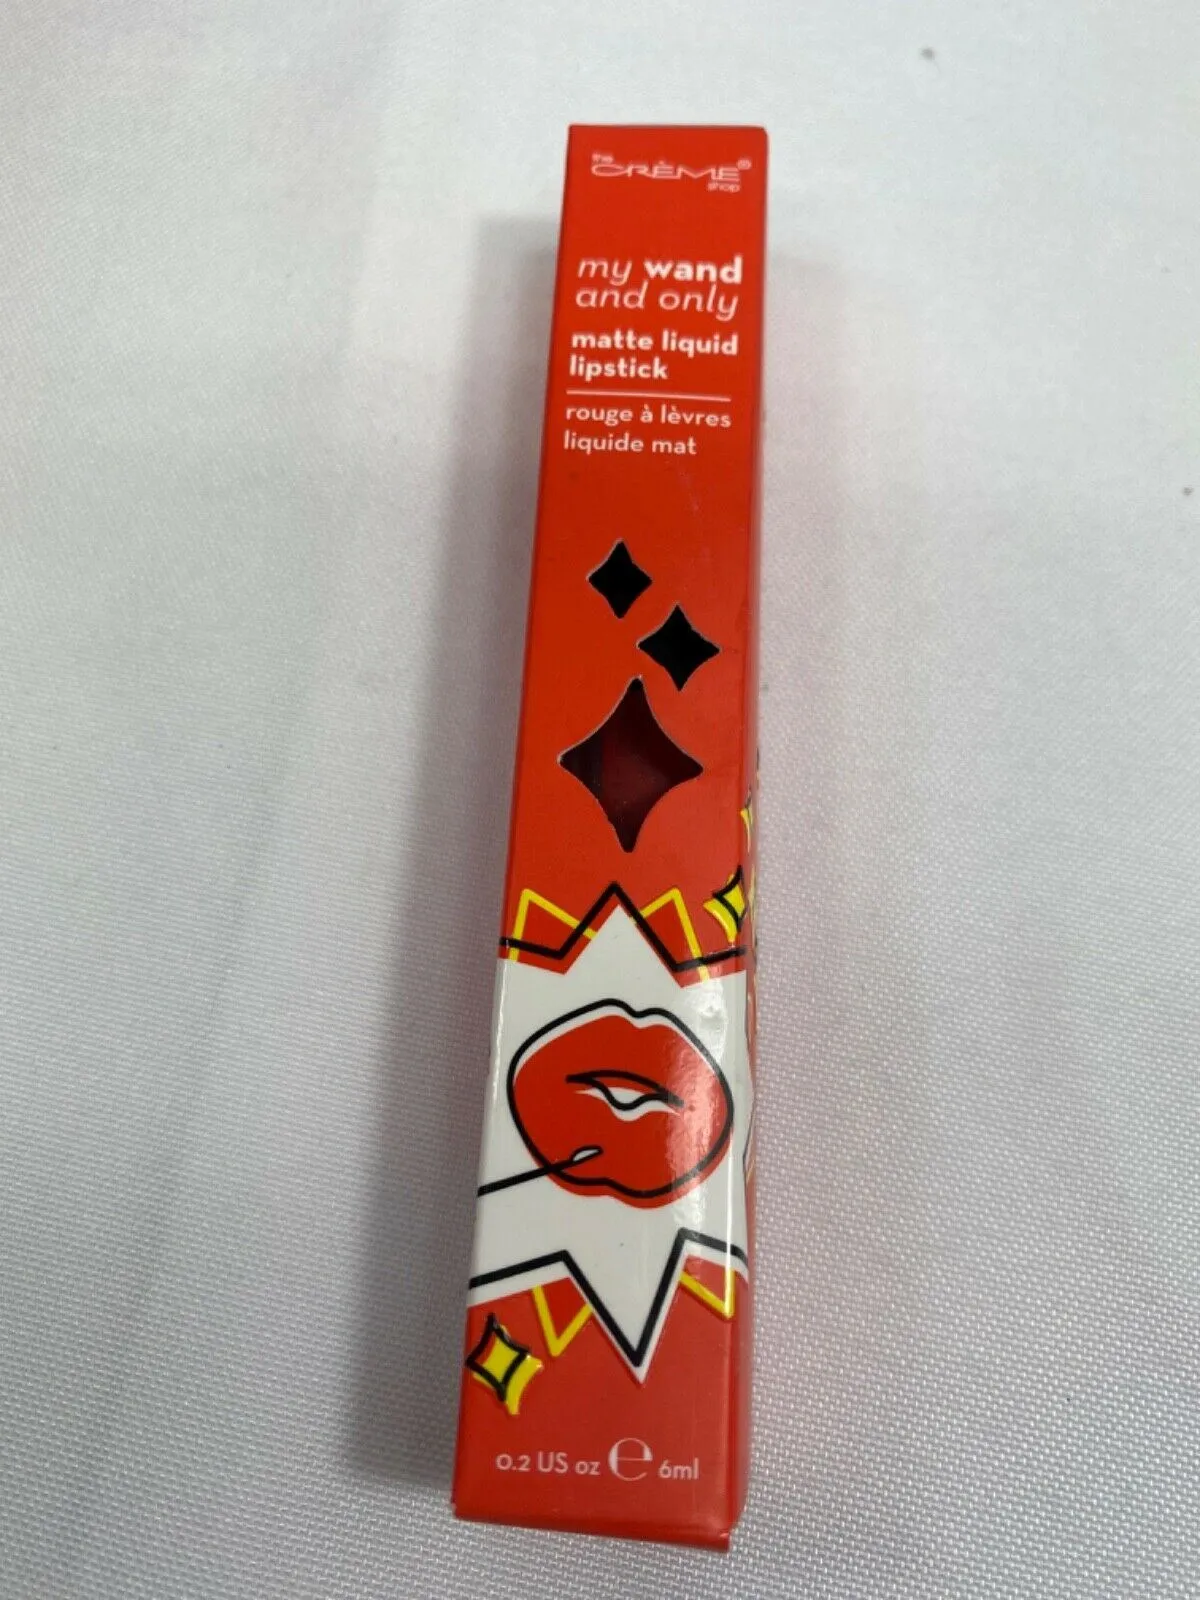 the
CRÈME®
shop
my wand
and only
matte liquid
lipstick
rouge à lèvres
liquide mat
0.2 US oz ℮ 6ml